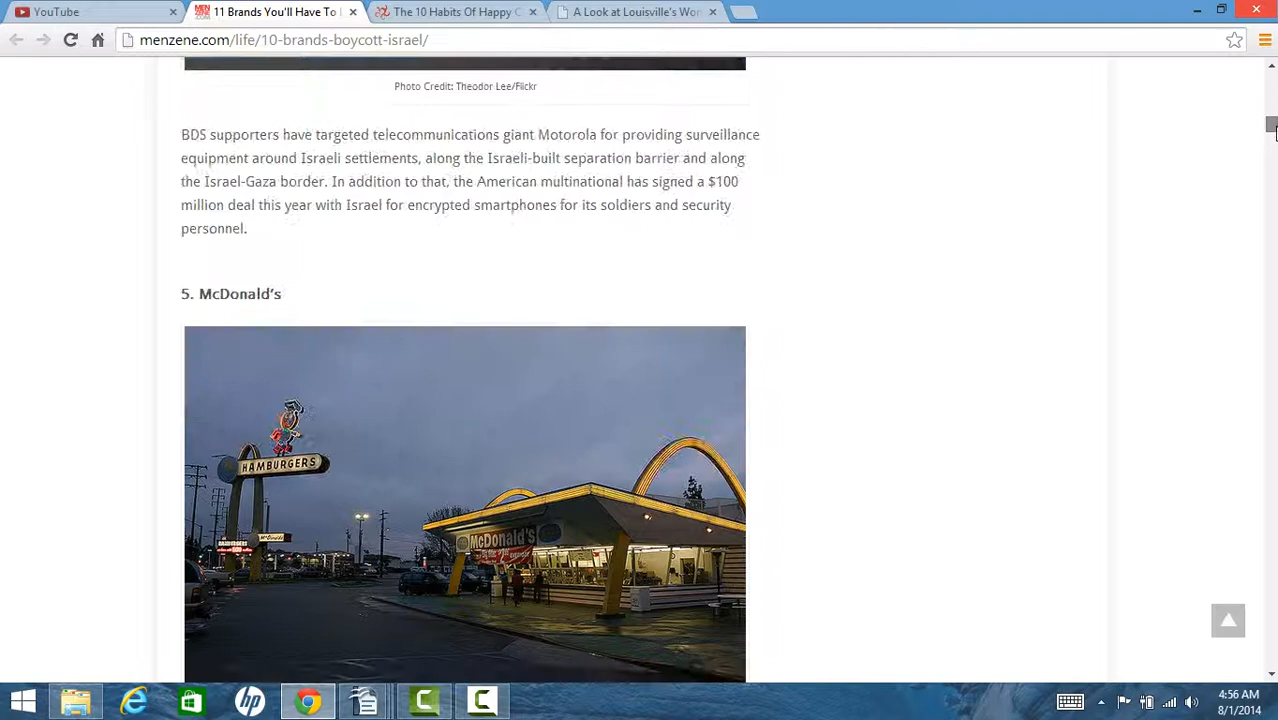 YouTube
11 Brands You'll Have To
The 10 Habits Of Happy C
A Look at Louisville's Wor
menzene.com/life/10-brands-boycott-israel/
Photo Credit: Theodor Lee/Flickr
BDS supporters have targeted telecommunications giant Motorola for providing surveillance
equipment around Israeli settlements, along the Israeli-built separation barrier and along
the Israel-Gaza border. In addition to that, the American multinational has signed a $100
million deal this year with Israel for encrypted smartphones for its soldiers and security
personnel.
5. McDonald's
HAMBURGERS
McDonald's
McDonald's
hp
4:56 AM
8/1/2014